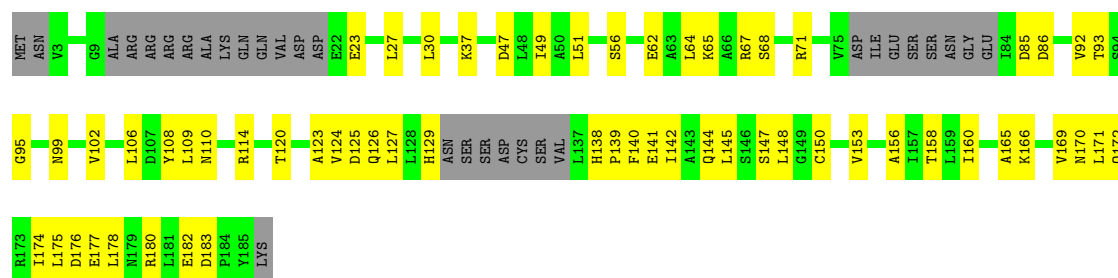 MET ASN V3 G9 ALA ARG ARG ARG ARG ALA LYS GLN GLN VAL ASP ASP E22 E23 L27 L30 K37 D47 L48 I49 A50 L51 S56 E62 A63 L64 K65 A66 R67 S68 R71 V75 ASP ILE GLU SER SER ASN GLY GLU I84 D85 D86 V92 T93 S94
G95 N99 V102 L106 D107 Y108 L109 N110 R114 T120 A123 V124 D125 Q126 L127 L128 H129 ASN SER SER ASP CYS SER VAL L137 H138 P139 F140 E141 I142 A143 Q144 L145 S146 S147 L148 G149 C150 V153 A156 I157 T158 L159 I160 A165 K166 V169 N170 L171 Q172
R173 I174 L175 D176 E177 L178 N179 R180 L181 E182 D183 P184 Y185 LYS